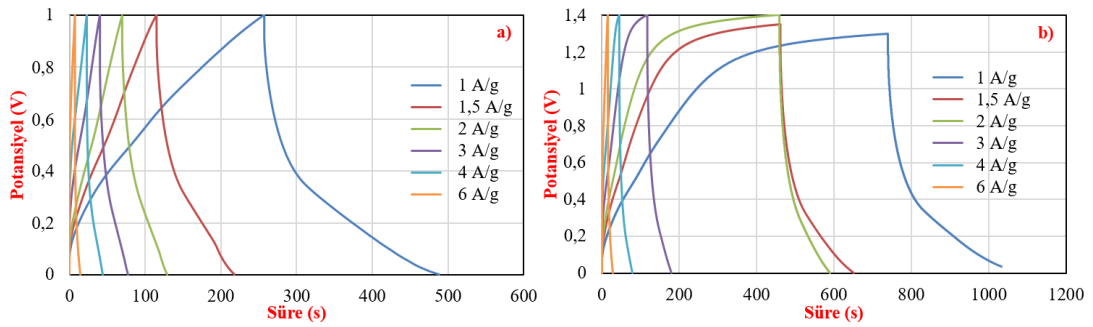 a)
Potansiyel (V)
1
0,8
0,6
0,4
0,2
0
0 100 200 300 400 500 600
Süre (s)
1 A/g
1,5 A/g
2 A/g
3 A/g
4 A/g
6 A/g
b)
Potansiyel (V)
1,4
1,2
1
0,8
0,6
0,4
0,2
0
0 200 400 600 800 1000 1200
Süre (s)
1 A/g
1,5 A/g
2 A/g
3 A/g
4 A/g
6 A/g